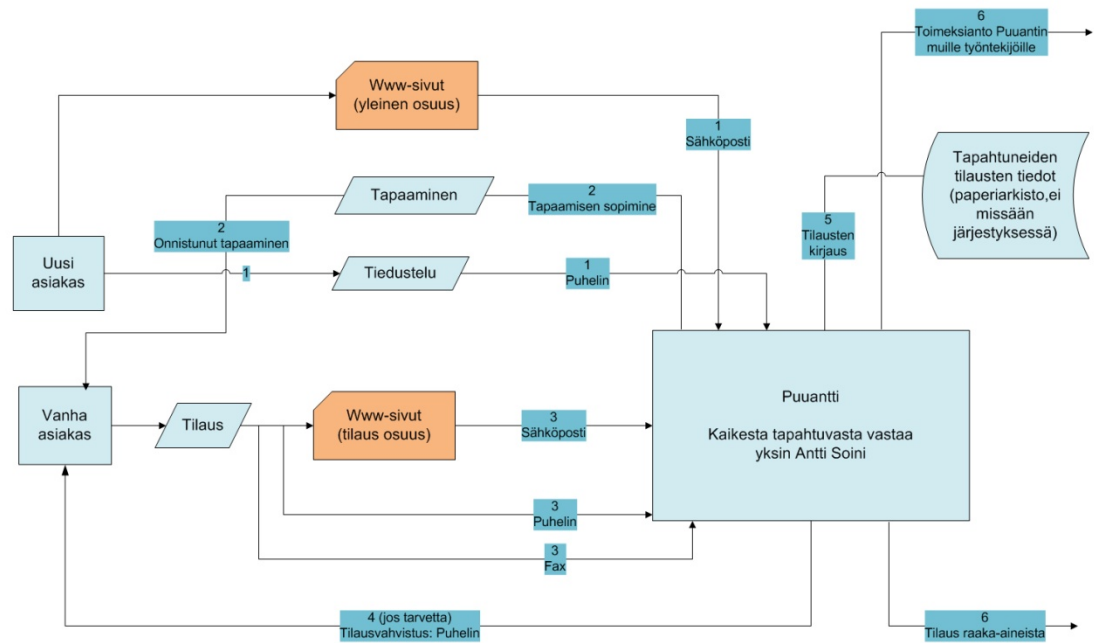 6
Toimeksianto Puuantin
muille työntekijöille
Www-sivut
(yleinen osuus)
1
Sähköposti
Tapaaminen
2
Tapaamisen sopimine
Tapahtuneiden
tilausten tiedot
(paperiarkisto,ei
missään
järjestyksessä)
2
Onnistunut tapaaminen
5
Tilausten
kirjaus
Uusi
asiakas
1
Tiedustelu
1
Puhelin
Vanha
asiakas
Tilaus
Www-sivut
(tilaus osuus)
3
Sähköposti
Puuantti
Kaikesta tapahtuvasta vastaa
yksin Antti Soini
3
Puhelin
3
Fax
4 (jos tarvetta)
Tilausvahvistus: Puhelin
6
Tilaus raaka-aineista